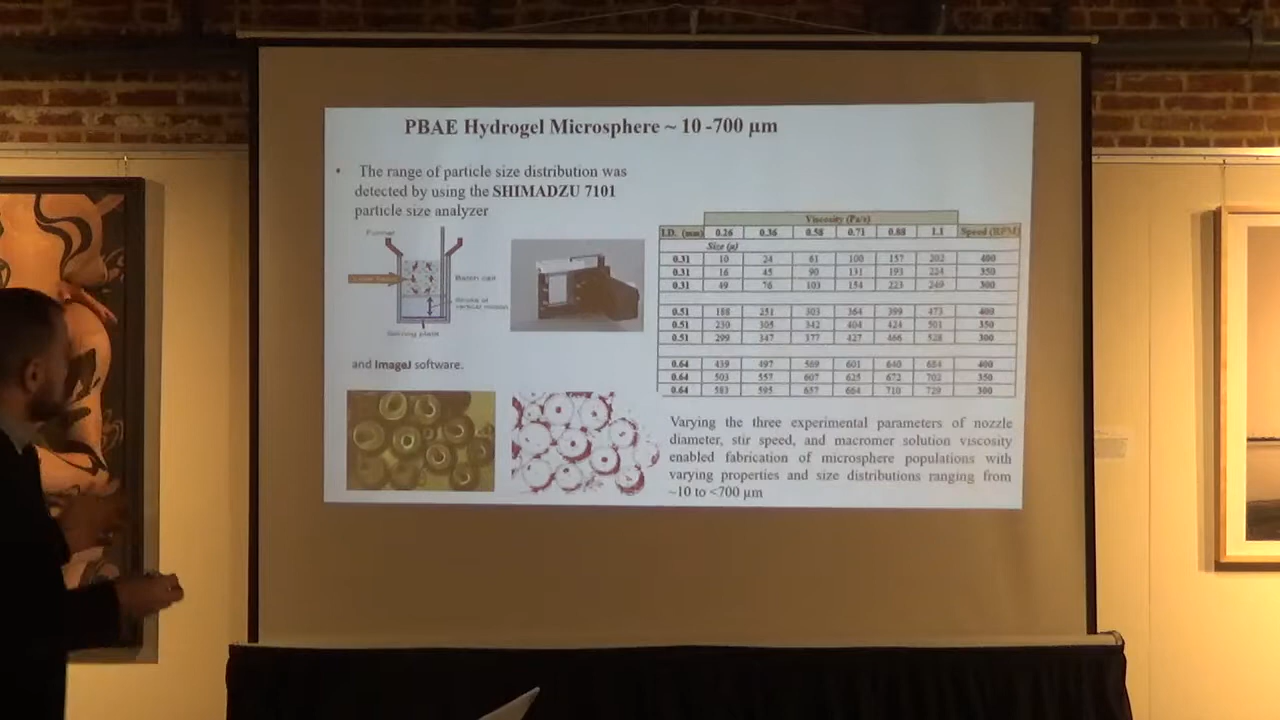 PBAE Hydrogel Microsphere ~ 10 -700 µm
• The range of particle size distribution was
detected by using the SHIMADZU 7101
particle size analyzer
Batch cell
Stirring plate
and ImageJ software.
Viscosity (Pa/s)
I.D. (mm) 0.26 0.36 0.58 0.71 0.88 1.1 Speed (RPM)
Size (µ)
0.31 10 24 61 100 157 202 400
0.31 16 45 90 131 193 224 350
0.31 49 76 103 154 223 249 300
0.51 188 251 303 364 399 473 400
0.51 230 305 342 404 424 501 350
0.51 299 347 377 427 466 528 300
0.64 439 497 569 601 640 684 400
0.64 503 557 607 625 672 702 350
0.64 583 595 657 664 710 729 300
Varying the three experimental parameters of nozzle
diameter, stir speed, and macromer solution viscosity
enabled fabrication of microsphere populations with
varying properties and size distributions ranging from
~10 to <700 µm